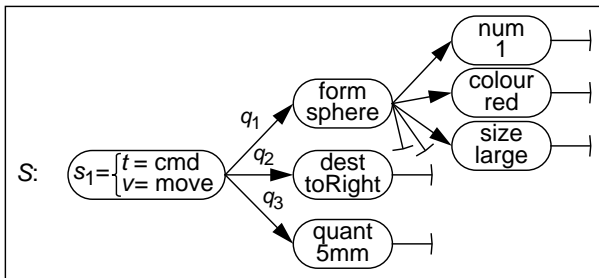 num
1
form
sphere
colour
red
q₁
size
large
q₂
S:
s₁= { t = cmd
v= move
dest
toRight
q₃
quant
5mm